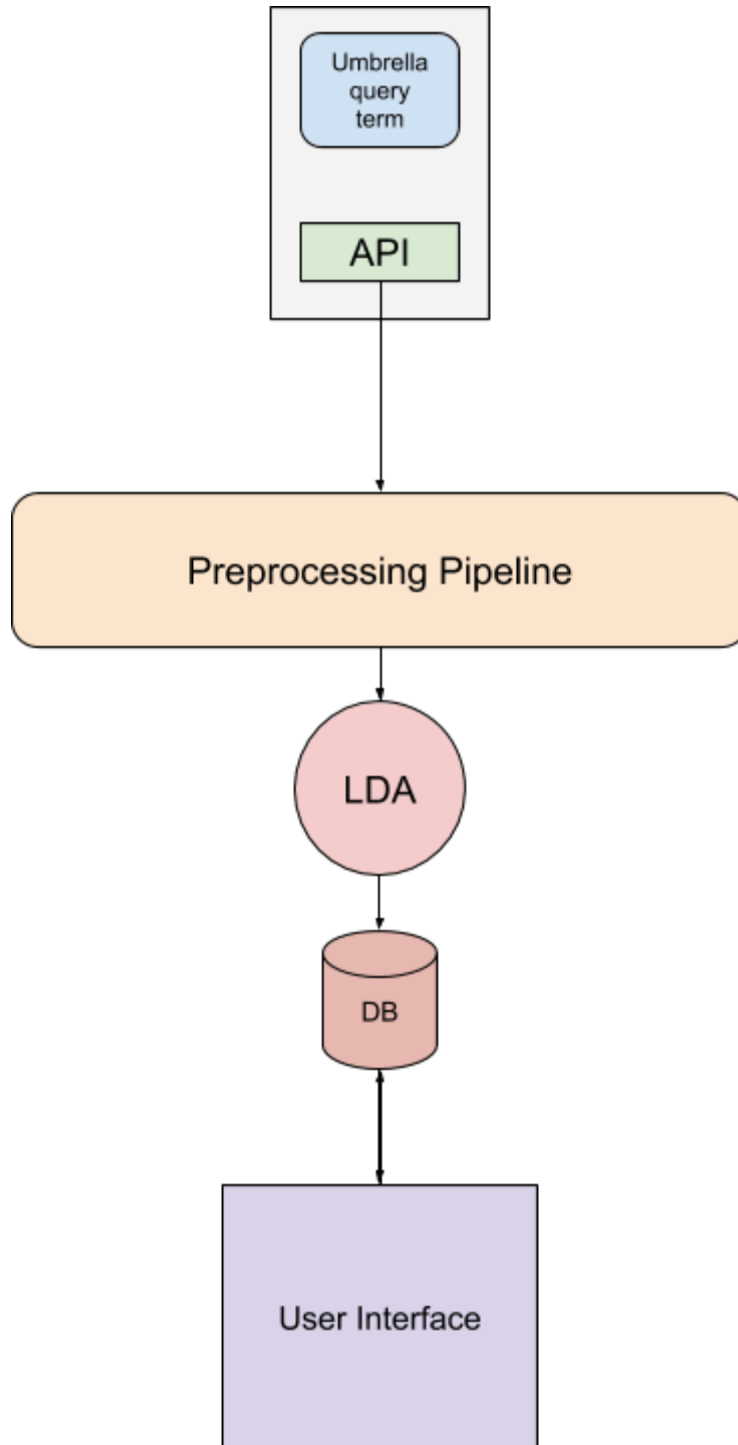 Umbrella
query
term
API
Preprocessing Pipeline
LDA
DB
User Interface